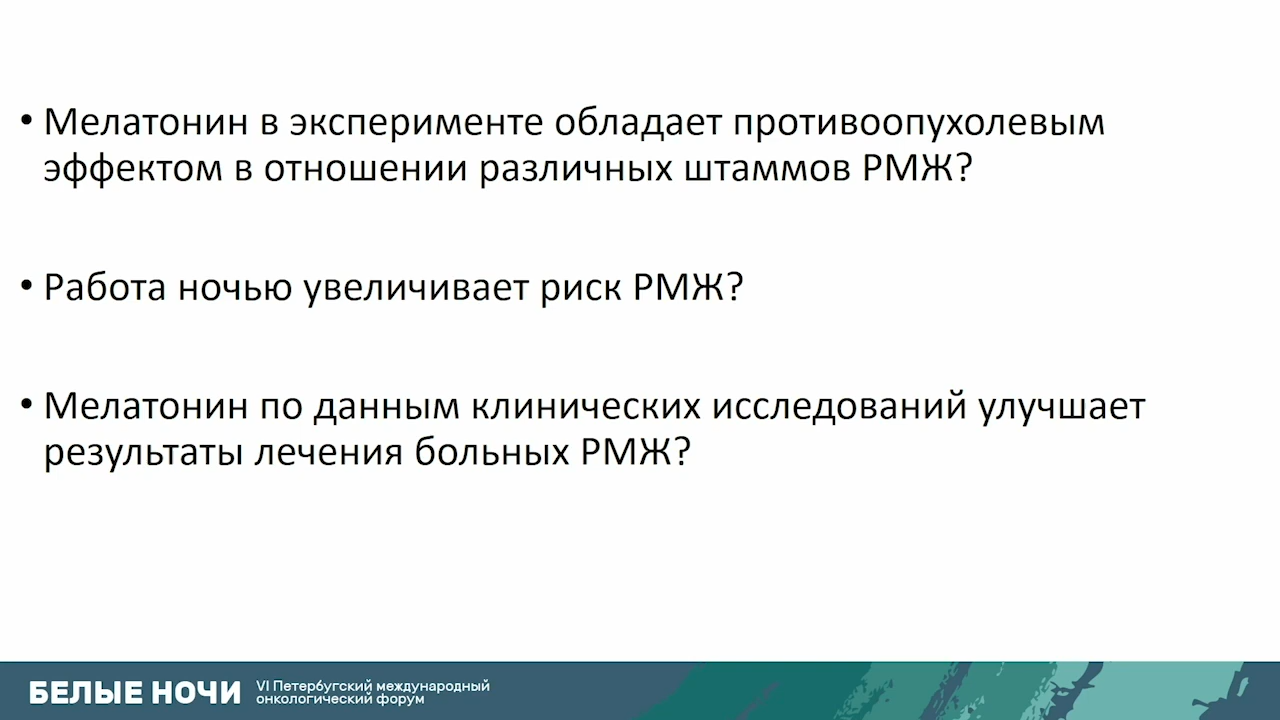 • Мелатонин в эксперименте обладает противоопухолевым
эффектом в отношении различных штаммов РМЖ?
• Работа ночью увеличивает риск РМЖ?
• Мелатонин по данным клинических исследований улучшает
результаты лечения больных РМЖ?
БЕЛЫЕ НОЧИ
VI Петербугский международный
онкологический форум